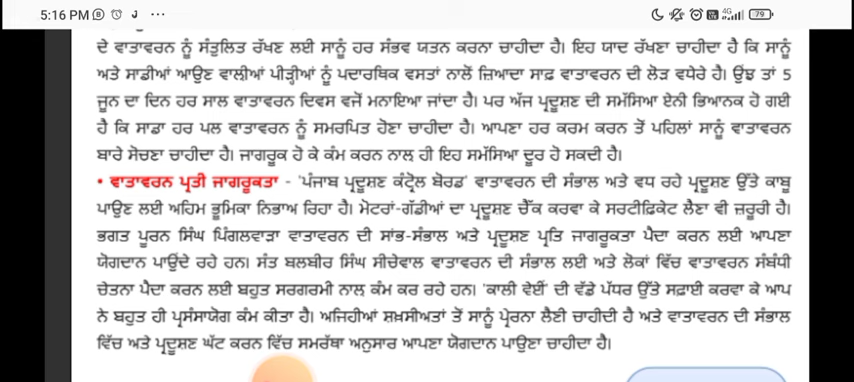 5:16 PM
4G
79
ਦੇ ਵਾਤਾਵਰਨ ਨੂੰ ਸੰਤੁਲਿਤ ਰੱਖਣ ਲਈ ਸਾਨੂੰ ਹਰ ਸੰਭਵ ਯਤਨ ਕਰਨਾ ਚਾਹੀਦਾ ਹੈ। ਇਹ ਯਾਦ ਰੱਖਣਾ ਚਾਹੀਦਾ ਹੈ ਕਿ ਸਾਨੂੰ
ਅਤੇ ਸਾਡੀਆਂ ਆਉਣ ਵਾਲੀਆਂ ਪੀੜ੍ਹੀਆਂ ਨੂੰ ਪਦਾਰਥਿਕ ਵਸਤਾਂ ਨਾਲੋਂ ਜ਼ਿਆਦਾ ਸਾਫ਼ ਵਾਤਾਵਰਨ ਦੀ ਲੋੜ ਵਧੇਰੇ ਹੈ। ਉਂਝ ਤਾਂ 5
ਜੂਨ ਦਾ ਦਿਨ ਹਰ ਸਾਲ ਵਾਤਾਵਰਨ ਦਿਵਸ ਵਜੋਂ ਮਨਾਇਆ ਜਾਂਦਾ ਹੈ। ਪਰ ਅੱਜ ਪ੍ਰਦੂਸ਼ਣ ਦੀ ਸਮੱਸਿਆ ਏਨੀ ਭਿਆਨਕ ਹੋ ਗਈ
ਹੈ ਕਿ ਸਾਡਾ ਹਰ ਪਲ ਵਾਤਾਵਰਨ ਨੂੰ ਸਮਰਪਿਤ ਹੋਣਾ ਚਾਹੀਦਾ ਹੈ। ਆਪਣਾ ਹਰ ਕਰਮ ਕਰਨ ਤੋਂ ਪਹਿਲਾਂ ਸਾਨੂੰ ਵਾਤਾਵਰਨ
ਬਾਰੇ ਸੋਚਣਾ ਚਾਹੀਦਾ ਹੈ। ਜਾਗਰੂਕ ਹੋ ਕੇ ਕੰਮ ਕਰਨ ਨਾਲ਼ ਹੀ ਇਹ ਸਮੱਸਿਆ ਦੂਰ ਹੋ ਸਕਦੀ ਹੈ।
• ਵਾਤਾਵਰਨ ਪ੍ਰਤੀ ਜਾਗਰੂਕਤਾ - 'ਪੰਜਾਬ ਪ੍ਰਦੂਸ਼ਣ ਕੰਟ੍ਰੋਲ ਬੋਰਡ' ਵਾਤਾਵਰਨ ਦੀ ਸੰਭਾਲ ਅਤੇ ਵਧ ਰਹੇ ਪ੍ਰਦੂਸ਼ਣ ਉੱਤੇ ਕਾਬੂ
ਪਾਉਣ ਲਈ ਅਹਿਮ ਭੂਮਿਕਾ ਨਿਭਾਅ ਰਿਹਾ ਹੈ। ਮੋਟਰਾਂ-ਗੱਡੀਆਂ ਦਾ ਪ੍ਰਦੂਸ਼ਣ ਚੈੱਕ ਕਰਵਾ ਕੇ ਸਰਟੀਫ਼ਿਕੇਟ ਲੈਣਾ ਵੀ ਜ਼ਰੂਰੀ ਹੈ।
ਭਗਤ ਪੂਰਨ ਸਿੰਘ ਪਿੰਗਲਵਾੜਾ ਵਾਤਾਵਰਨ ਦੀ ਸਾਂਭ-ਸੰਭਾਲ ਅਤੇ ਪ੍ਰਦੂਸ਼ਣ ਪ੍ਰਤਿ ਜਾਗਰੂਕਤਾ ਪੈਦਾ ਕਰਨ ਲਈ ਆਪਣਾ
ਯੋਗਦਾਨ ਪਾਉਂਦੇ ਰਹੇ ਹਨ। ਸੰਤ ਬਲਬੀਰ ਸਿੰਘ ਸੀਚੇਵਾਲ ਵਾਤਾਵਰਨ ਦੀ ਸੰਭਾਲ ਲਈ ਅਤੇ ਲੋਕਾਂ ਵਿੱਚ ਵਾਤਾਵਰਨ ਸੰਬੰਧੀ
ਚੇਤਨਾ ਪੈਦਾ ਕਰਨ ਲਈ ਬਹੁਤ ਸਰਗਰਮੀ ਨਾਲ਼ ਕੰਮ ਕਰ ਰਹੇ ਹਨ। 'ਕਾਲੀ ਵੇਈਂ' ਦੀ ਵੱਡੇ ਪੱਧਰ ਉੱਤੇ ਸਫ਼ਾਈ ਕਰਵਾ ਕੇ ਆਪ
ਨੇ ਬਹੁਤ ਹੀ ਪ੍ਰਸੰਸਾਯੋਗ ਕੰਮ ਕੀਤਾ ਹੈ। ਅਜਿਹੀਆਂ ਸ਼ਖ਼ਸੀਅਤਾਂ ਤੋਂ ਸਾਨੂੰ ਪ੍ਰੇਰਨਾ ਲੈਣੀ ਚਾਹੀਦੀ ਹੈ ਅਤੇ ਵਾਤਾਵਰਨ ਦੀ ਸੰਭਾਲ
ਵਿੱਚ ਅਤੇ ਪ੍ਰਦੂਸ਼ਣ ਘੱਟ ਕਰਨ ਵਿੱਚ ਸਮਰੱਥਾ ਅਨੁਸਾਰ ਆਪਣਾ ਯੋਗਦਾਨ ਪਾਉਣਾ ਚਾਹੀਦਾ ਹੈ।